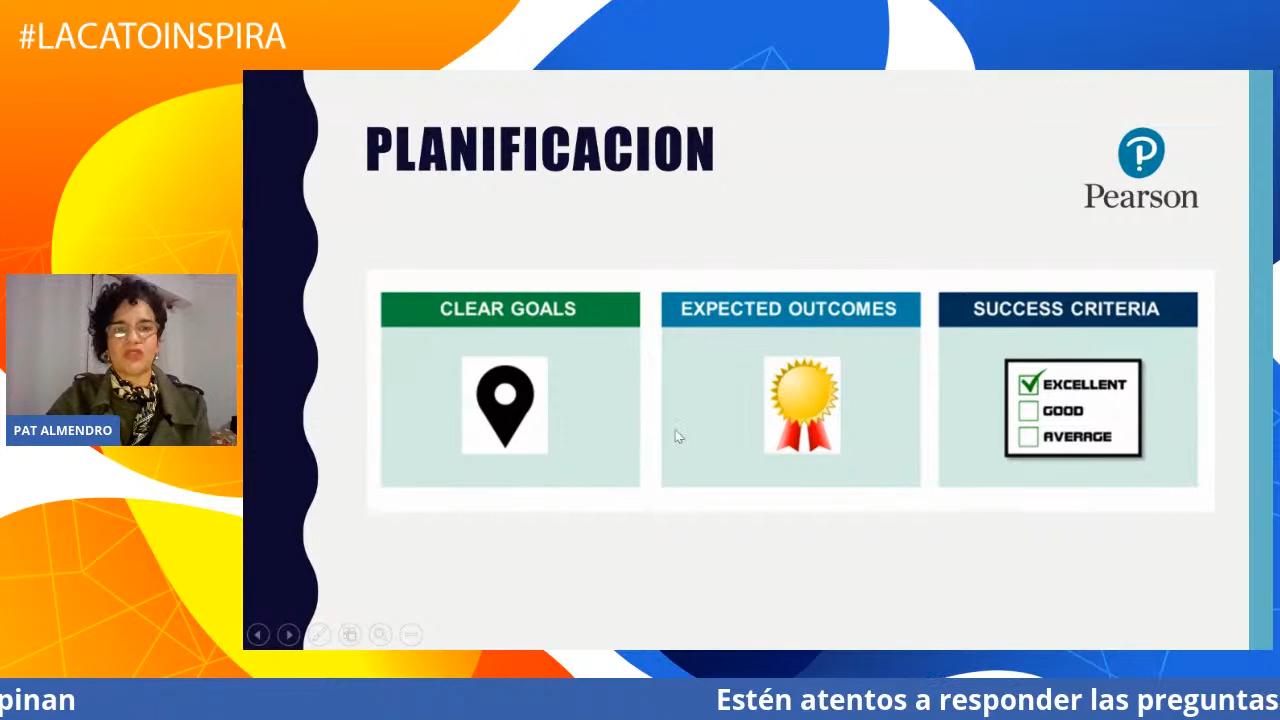 #LACATOINSPIRA
PLANIFICACION
Pearson
CLEAR GOALS
EXPECTED OUTCOMES
SUCCESS CRITERIA
EXCELLENT
GOOD
AVERAGE
PAT ALMENDRO
pinan
Estén atentos a responder las preguntas